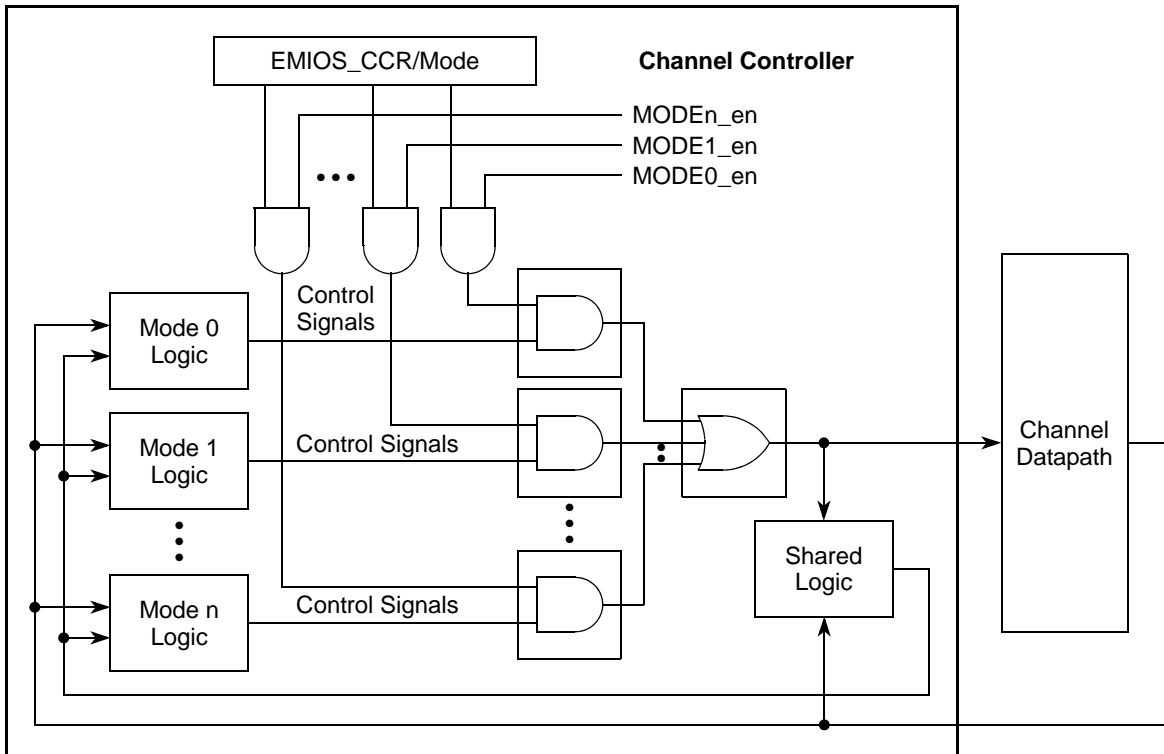 EMIOS_CCR/Mode
Channel Controller
MODEn_en
MODE1_en
MODE0_en
Control
Signals
Mode 0
Logic
Mode 1
Logic
Control Signals
Channel
Datapath
Shared
Logic
Mode n
Logic
Control Signals